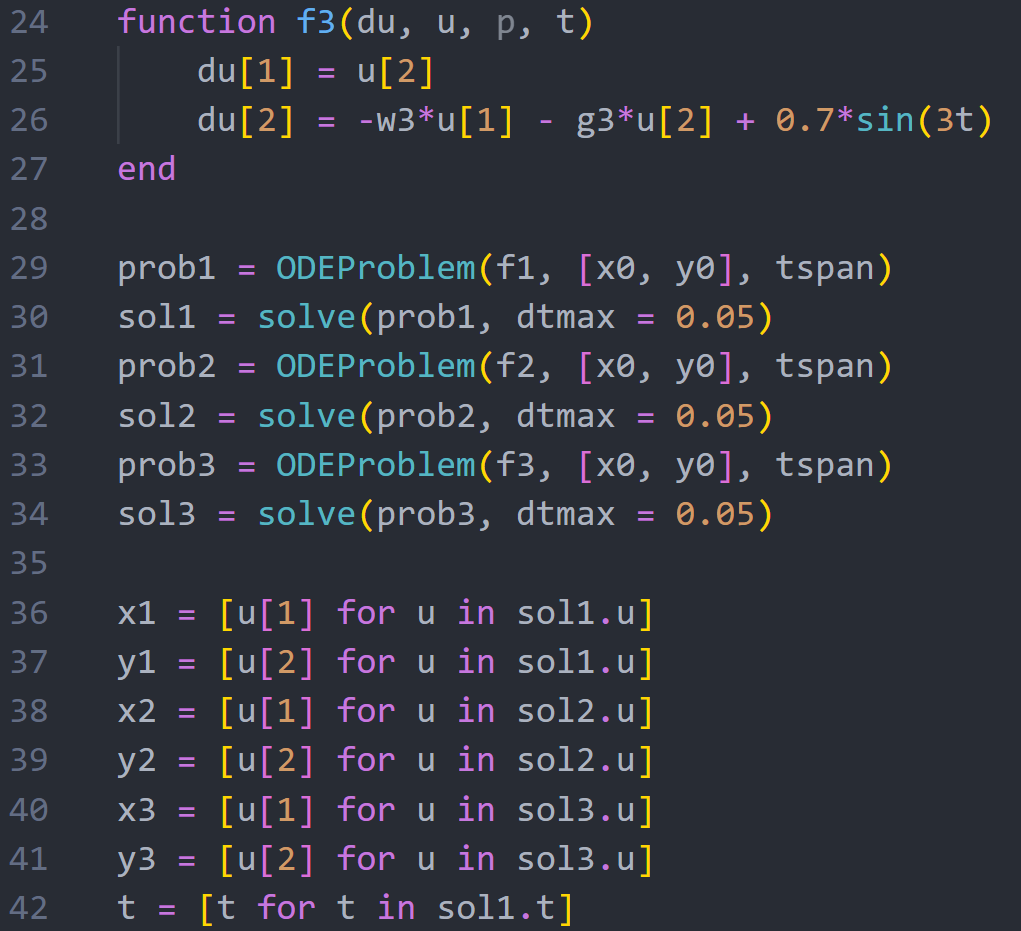 24 function f3(du, u, p, t)
25     du[1] = u[2]
26     du[2] = -w3*u[1] - g3*u[2] + 0.7*sin(3t)
27 end
28
29 prob1 = ODEProblem(f1, [x0, y0], tspan)
30 sol1 = solve(prob1, dtmax = 0.05)
31 prob2 = ODEProblem(f2, [x0, y0], tspan)
32 sol2 = solve(prob2, dtmax = 0.05)
33 prob3 = ODEProblem(f3, [x0, y0], tspan)
34 sol3 = solve(prob3, dtmax = 0.05)
35
36 x1 = [u[1] for u in sol1.u]
37 y1 = [u[2] for u in sol1.u]
38 x2 = [u[1] for u in sol2.u]
39 y2 = [u[2] for u in sol2.u]
40 x3 = [u[1] for u in sol3.u]
41 y3 = [u[2] for u in sol3.u]
42 t = [t for t in sol1.t]